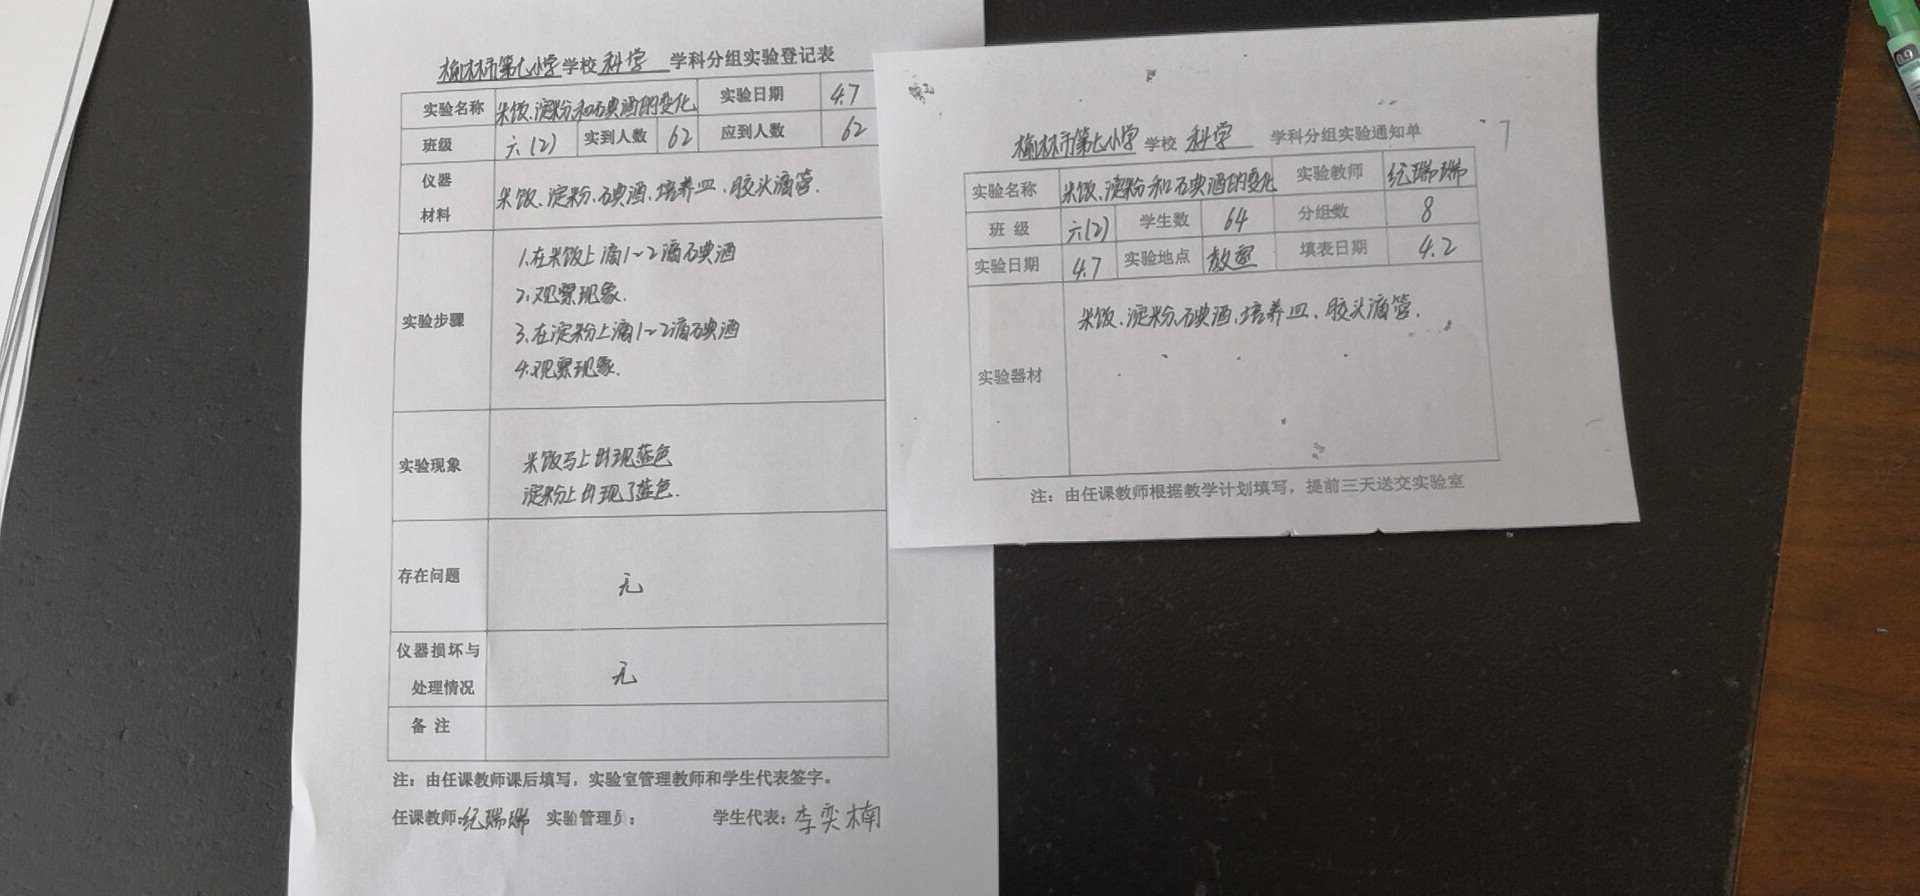 榆林市第七小学学校科学 学科分组实验登记表
实验名称 米饭、淀粉和碘酒的变化 实验日期 4.7
班级 六(2) 实到人数 62 应到人数 62
仪器材料 米饭、淀粉、碘酒、培养皿、胶头滴管.
实验步骤
1.在米饭上滴1~2滴碘酒
2.观察现象.
3.在淀粉上滴1~2滴碘酒
4.观察现象.
实验现象
米饭马上出现蓝色
淀粉上出现了蓝色.
存在问题 无
仪器损坏与处理情况 无
备 注
注：由任课教师课后填写，实验室管理教师和学生代表签字。
任课教师:纪瑞瑞 实验管理员： 学生代表：李奕楠
榆林市第七小学 学校 科学 学科分组实验通知单
实验名称 米饭、淀粉和碘酒的变化 实验教师 纪瑞瑞
班 级 六(2) 学生数 64 分组数 8
实验日期 4.7 实验地点 教室 填表日期 4.2
实验器材 米饭、淀粉、碘酒、培养皿、胶头滴管.
注：由任课教师根据教学计划填写，提前三天送交实验室
0.9